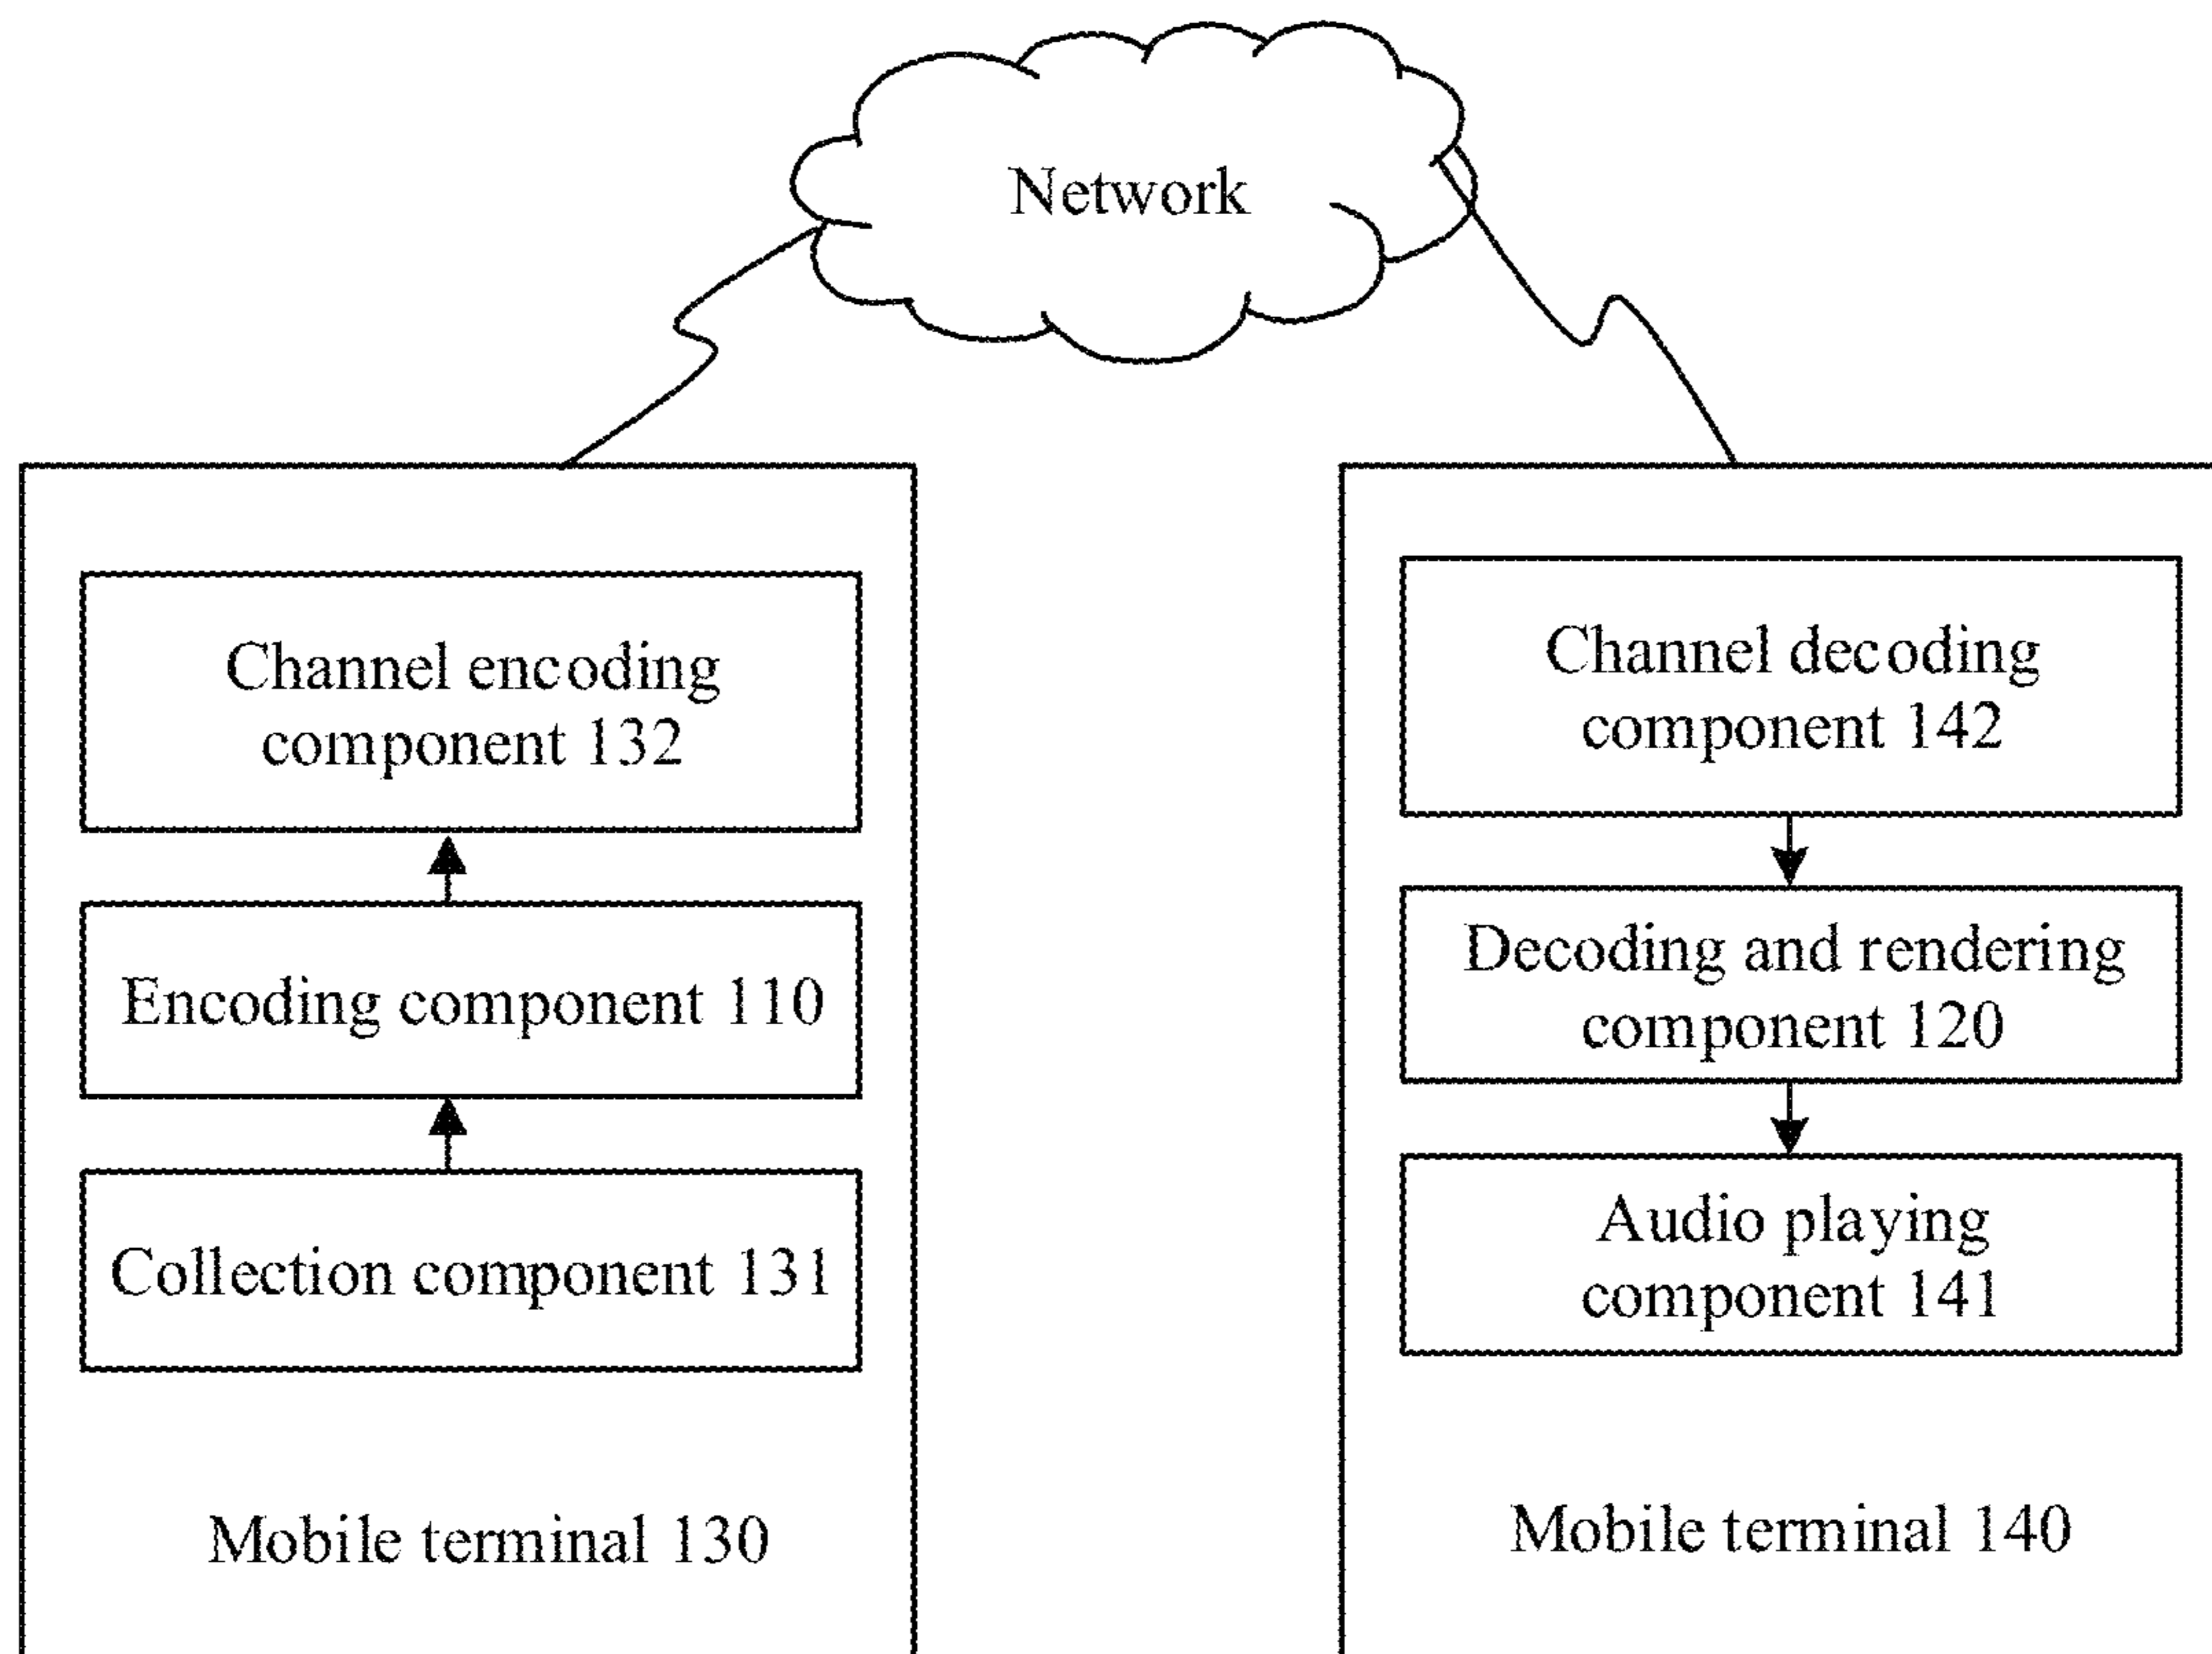 Network
Channel encoding
component 132
Encoding component 110
Collection component 131
Mobile terminal 130
Channel decoding
component 142
Decoding and rendering
component 120
Audio playing
component 141
Mobile terminal 140